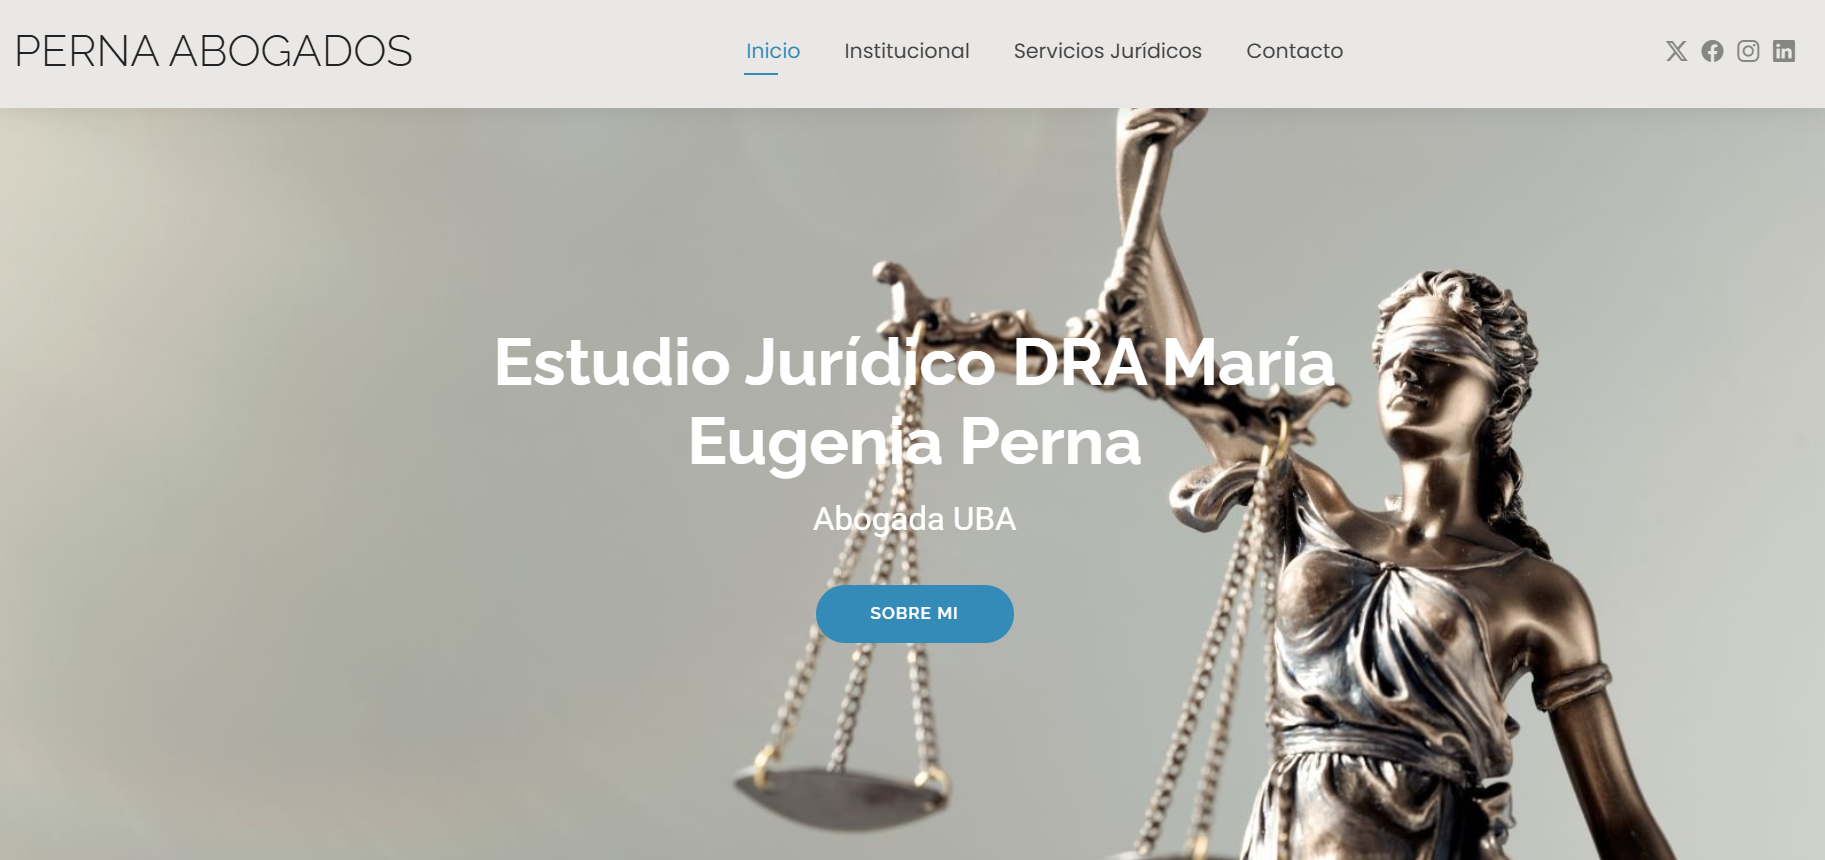 PERNA ABOGADOS
Inicio
Institucional
Servicios Jurídicos
Contacto
Estudio Jurídico DRA María
Eugenia Perna
Abogada UBA
SOBRE MI